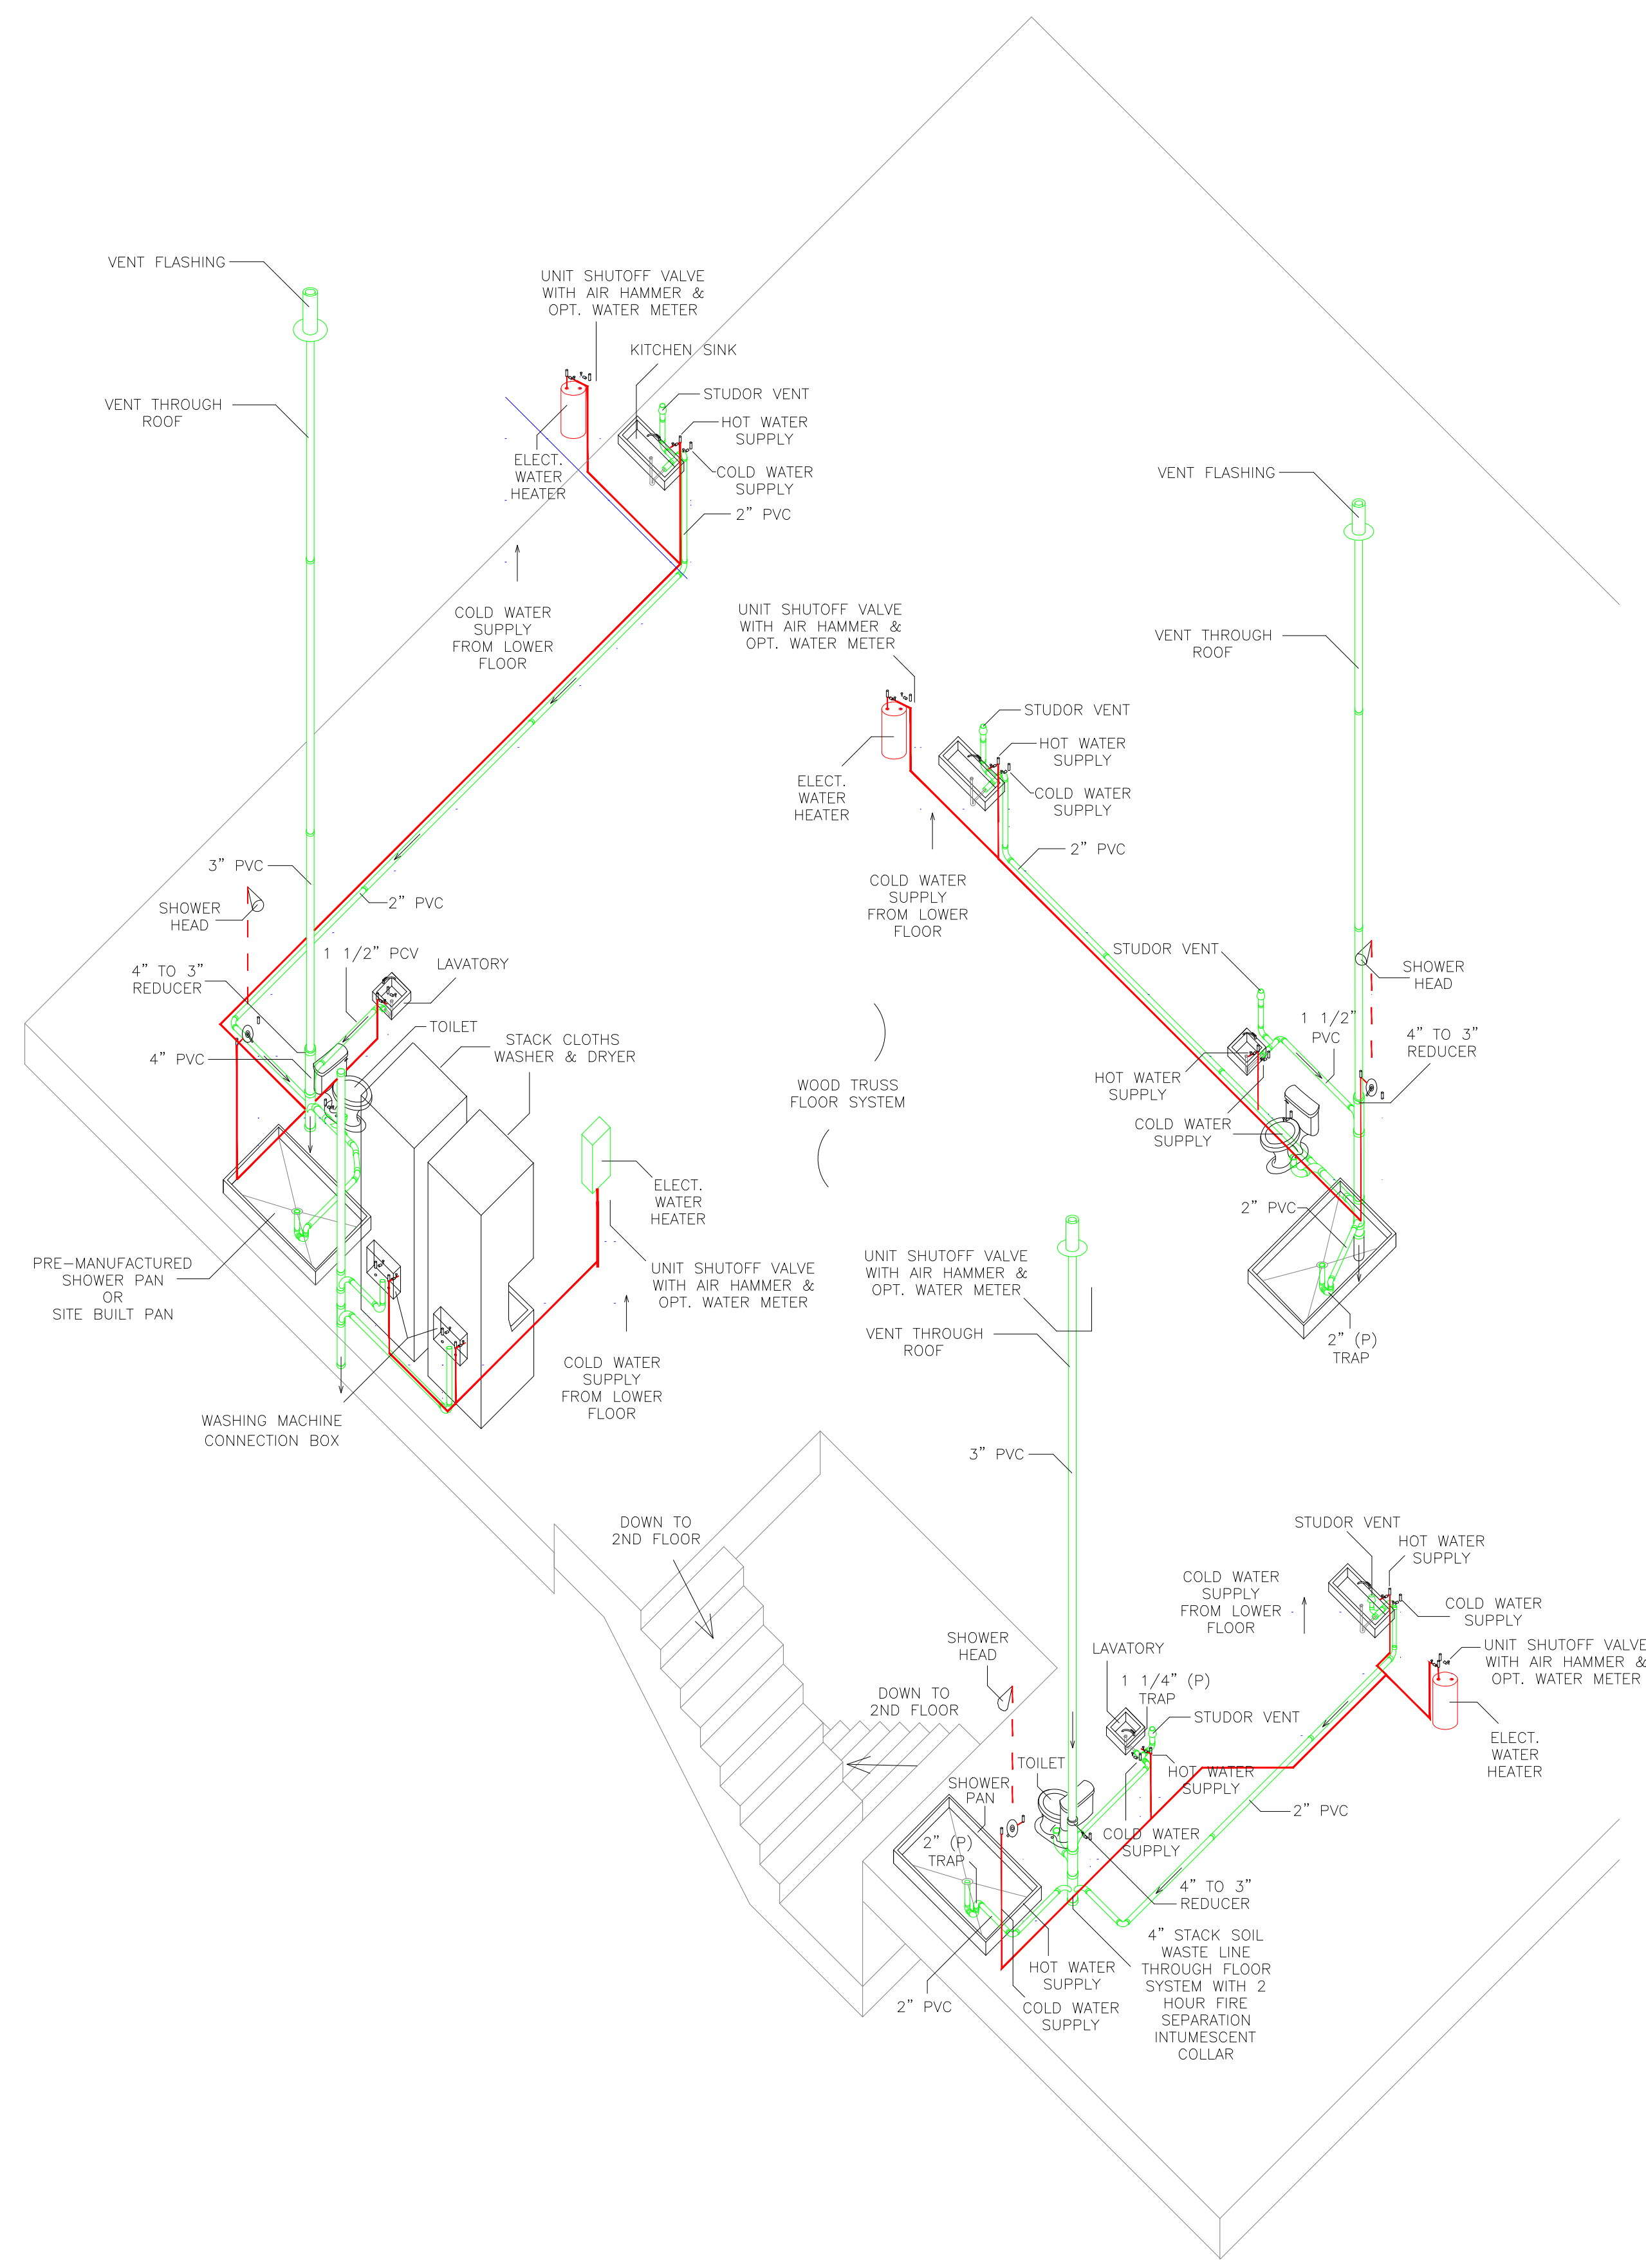 VENT FLASHING
UNIT SHUTOFF VALVE
WITH AIR HAMMER &
OPT. WATER METER
KITCHEN SINK
STUDOR VENT
HOT WATER
SUPPLY
COLD WATER
SUPPLY
2" PVC
ELECT.
WATER
HEATER
VENT THROUGH
ROOF
COLD WATER
SUPPLY
FROM LOWER
FLOOR
3" PVC
2" PVC
SHOWER
HEAD
1 1/2" PCV
LAVATORY
4" TO 3"
REDUCER
TOILET
4" PVC
STACK CLOTHS
WASHER & DRYER
ELECT.
WATER
HEATER
UNIT SHUTOFF VALVE
WITH AIR HAMMER &
OPT. WATER METER
PRE-MANUFACTURED
SHOWER PAN
OR
SITE BUILT PAN
COLD WATER
SUPPLY
FROM LOWER
FLOOR
WASHING MACHINE
CONNECTION BOX
VENT FLASHING
VENT THROUGH
ROOF
UNIT SHUTOFF VALVE
WITH AIR HAMMER &
OPT. WATER METER
STUDOR VENT
HOT WATER
SUPPLY
COLD WATER
SUPPLY
ELECT.
WATER
HEATER
2" PVC
COLD WATER
SUPPLY
FROM LOWER
FLOOR
STUDOR VENT
SHOWER
HEAD
1 1/2"
PVC
4" TO 3"
REDUCER
HOT WATER
SUPPLY
COLD WATER
SUPPLY
2" PVC
2" (P)
TRAP
WOOD TRUSS
FLOOR SYSTEM
UNIT SHUTOFF VALVE
WITH AIR HAMMER &
OPT. WATER METER
VENT THROUGH
ROOF
3" PVC
DOWN TO
2ND FLOOR
DOWN TO
2ND FLOOR
STUDOR VENT
HOT WATER
SUPPLY
COLD WATER
SUPPLY
FROM LOWER
FLOOR
COLD WATER
SUPPLY
UNIT SHUTOFF VALVE
WITH AIR HAMMER &
OPT. WATER METER
SHOWER
HEAD
LAVATORY
1 1/4" (P)
TRAP
STUDOR VENT
ELECT.
WATER
HEATER
TOILET
HOT WATER
SUPPLY
SHOWER
PAN
2" PVC
COLD WATER
SUPPLY
2" (P)
TRAP
4" TO 3"
REDUCER
4" STACK SOIL
WASTE LINE
THROUGH FLOOR
SYSTEM WITH 2
HOUR FIRE
SEPARATION
INTUMESCENT
COLLAR
HOT WATER
SUPPLY
2" PVC
COLD WATER
SUPPLY